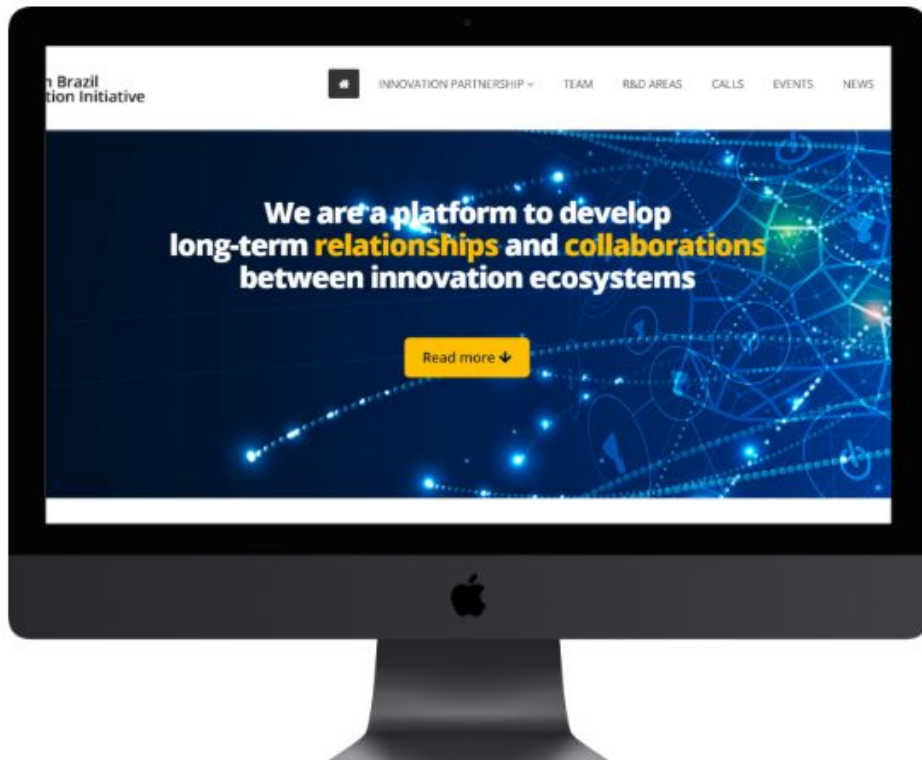 n Brazil
tion Initiative
INNOVATION PARTNERSHIP
TEAM
R&D AREAS
CALLS
EVENTS
NEWS
We are a platform to develop
long-term relationships and collaborations
between innovation ecosystems
Read more